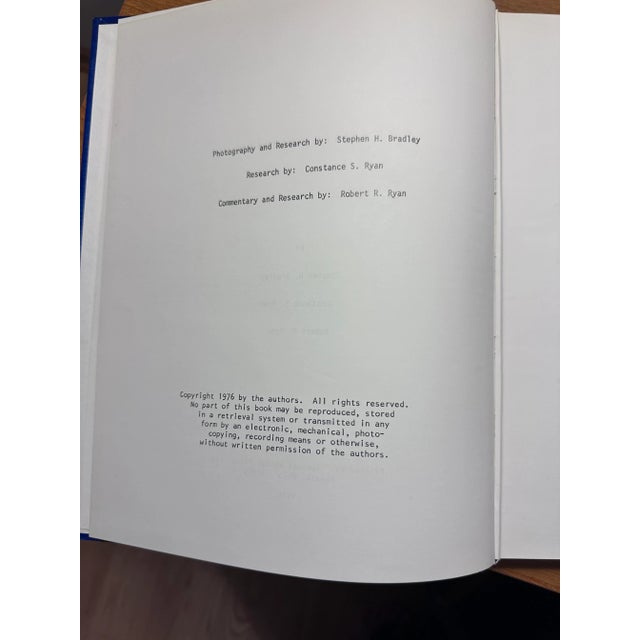 Photography and Research by: Stephen H. Bradley
Research by: Constance S. Ryan
Commentary and Research by: Robert R. Ryan
Copyright 1976 by the authors. All rights reserved.
No part of this book may be reproduced, stored
in a retrieval system or transmitted in any
form by an electronic, mechanical, photo-
copying, recording means or otherwise,
without written permission of the authors.